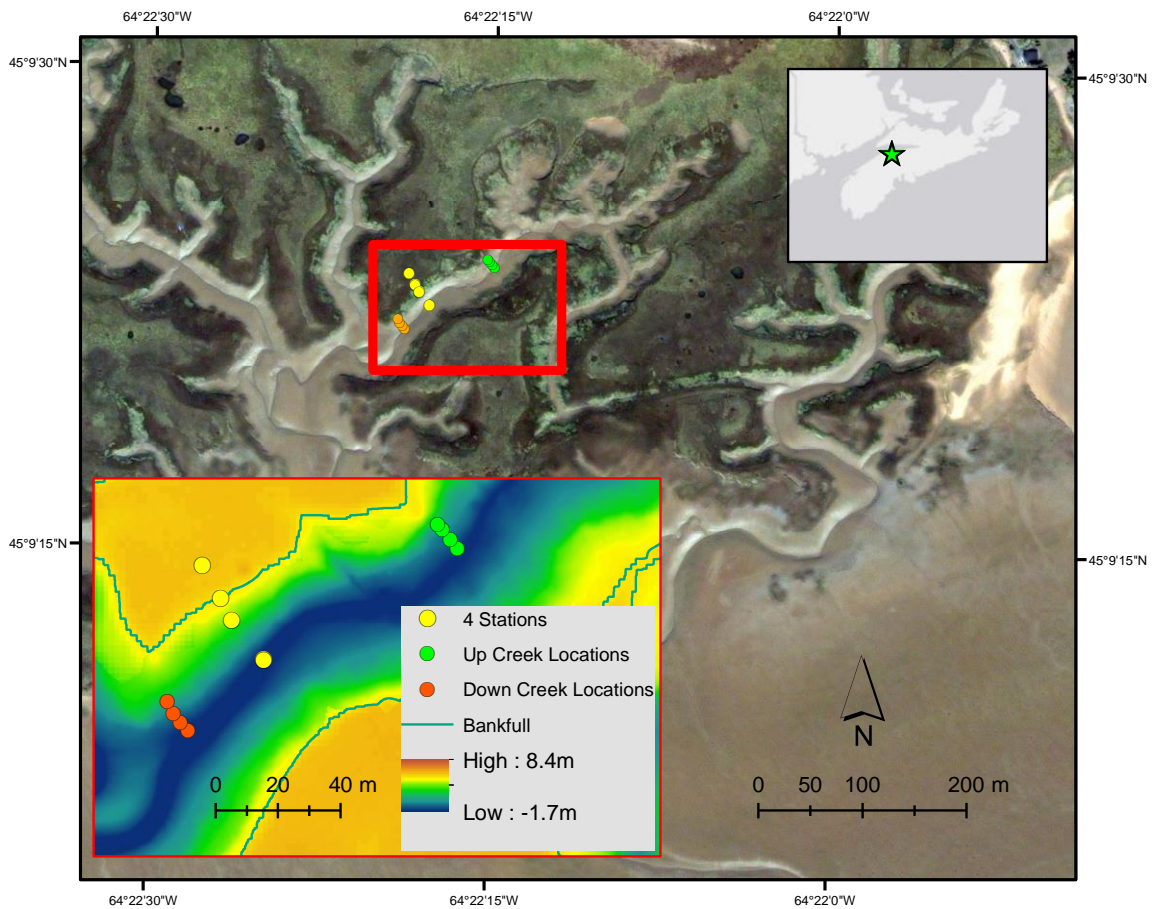 64°22'30"W 64°22'15"W 64°22'0"W
45°9'30"N
45°9'30"N
45°9'15"N
45°9'15"N
4 Stations
Up Creek Locations
Down Creek Locations
Bankfull
High : 8.4m
Low : -1.7m
0 20 40 m
N
0 50 100 200 m
64°22'30"W 64°22'15"W 64°22'0"W